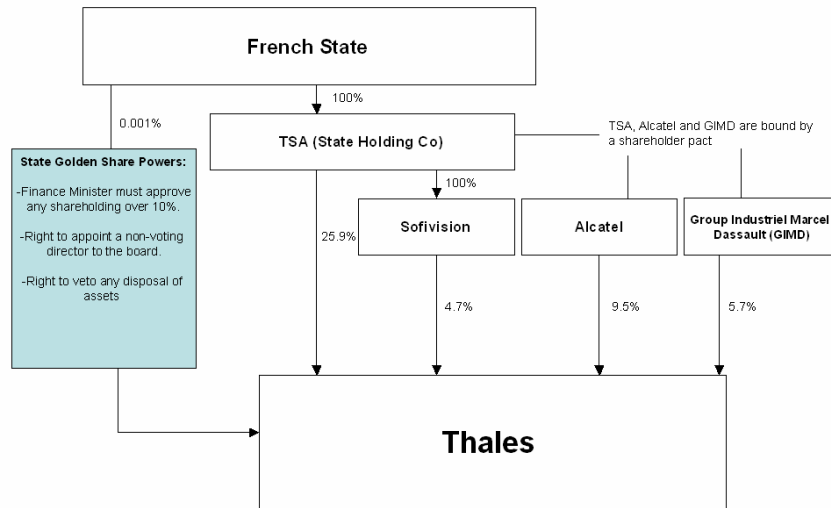 French State
100%
0.001%
TSA (State Holding Co)
TSA, Alcatel and GIMD are bound by
a shareholder pact
State Golden Share Powers:
-Finance Minister must approve
any shareholding over 10%.
-Right to appoint a non-voting
director to the board.
-Right to veto any disposal of
assets
100%
25.9%
Sofivision
Alcatel
Group Industriel Marcel
Dassault (GIMD)
4.7%
9.5%
5.7%
Thales